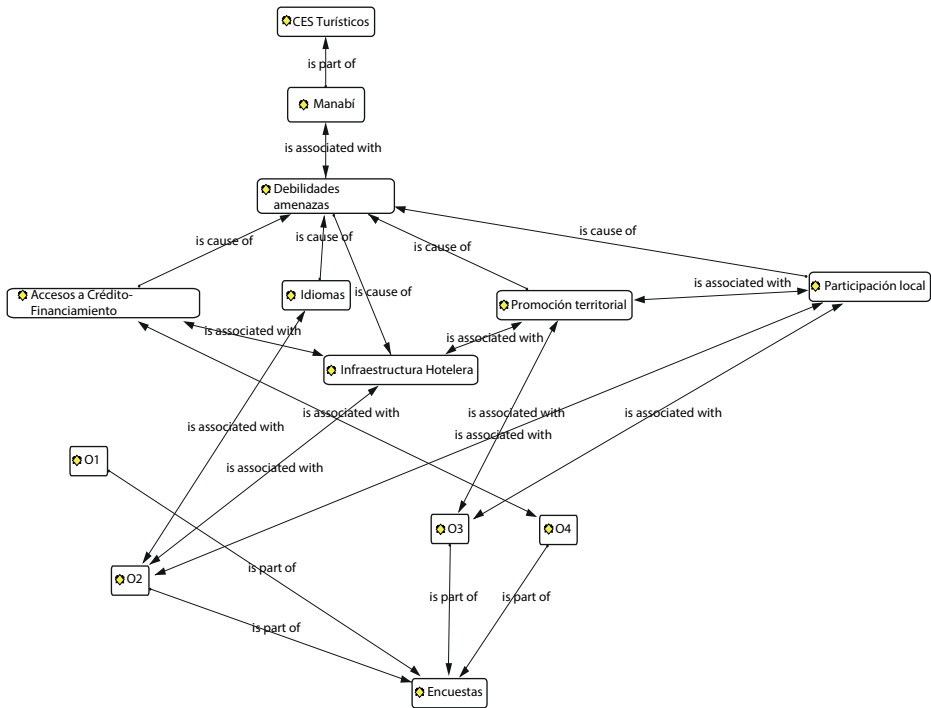 CES Turísticos
is part of
Manabí
is associated with
Debilidades
amenazas
is cause of
is cause of
is cause of
is cause of
is cause of
Accesos a Crédito-
Financiamiento
Idiomas
Promoción territorial
is associated with
Participación local
is associated with
is associated with
Infraestructura Hotelera
is associated with
is associated with
is associated with
is associated with
is associated with
is associated with
O1
O3
O4
O2
is part of
is part of
is part of
is part of
Encuestas